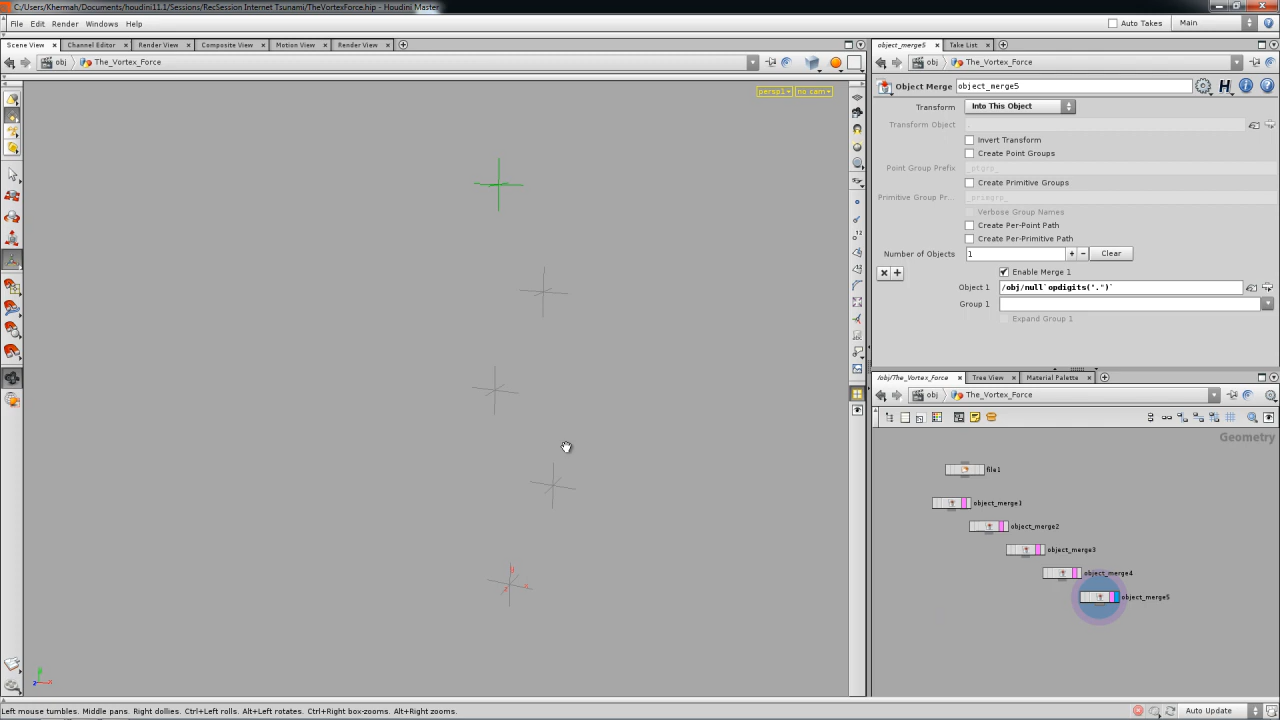 C:/Users/Khermah/Documents/houdini11.1/Sessions/RecSession Internet Tsunami/TheVortexForce.hip - Houdini Master
File Edit Render Windows Help
Auto Takes Main
Scene View Channel Editor Render View Composite View Motion View Render View
object_merge5 Take List
obj The_Vortex_Force
obj The_Vortex_Force
Object Merge object_merge5
persp1 no cam
Transform Into This Object
Transform Object
Invert Transform
Create Point Groups
Point Group Prefix _ptgrp_
Create Primitive Groups
Primitive Group Pr... _primgrp_
Verbose Group Names
Create Per-Point Path
Create Per-Primitive Path
Number of Objects 1 Clear
Enable Merge 1
Object 1 /obj/null`opdigits(".")`
Group 1
Expand Group 1
/obj/The_Vortex_Force Tree View Material Palette
obj The_Vortex_Force
Geometry
file1
object_merge1
object_merge2
object_merge3
object_merge4
object_merge5
Left mouse tumbles. Middle pans. Right dollies. Ctrl+Left rolls. Alt+Left rotates. Ctrl+Right box-zooms. Alt+Right zooms.
Auto Update